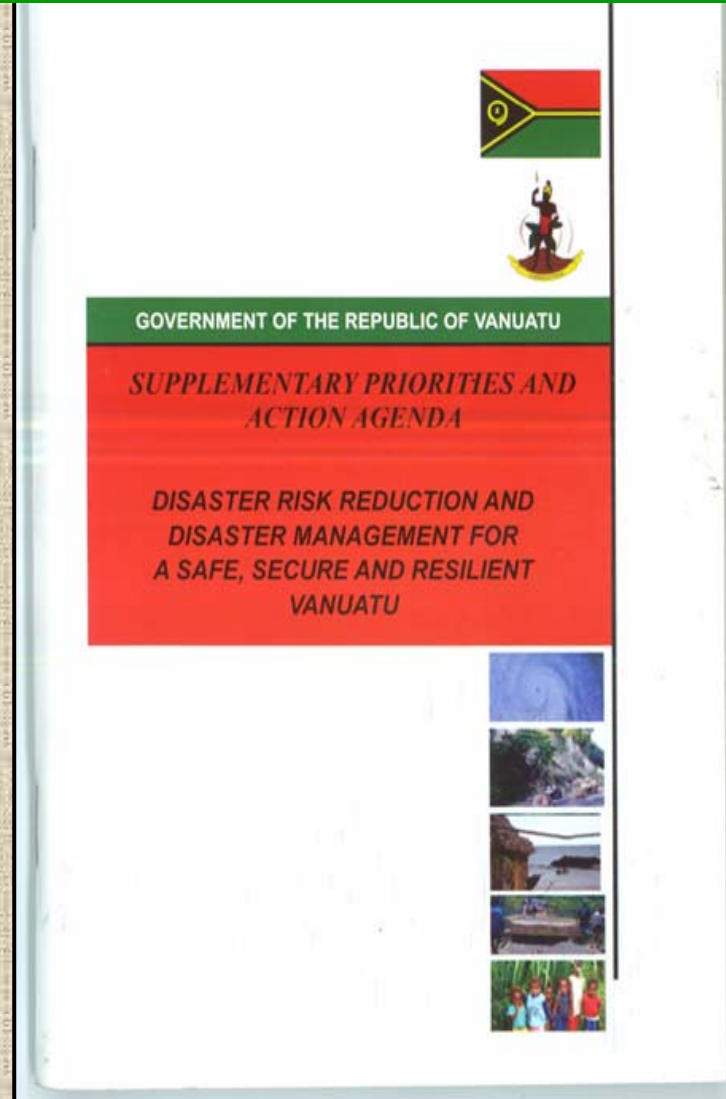 GOVERNMENT OF THE REPUBLIC OF VANUATU
SUPPLEMENTARY PRIORITIES AND
ACTION AGENDA
DISASTER RISK REDUCTION AND
DISASTER MANAGEMENT FOR
A SAFE, SECURE AND RESILIENT
VANUATU